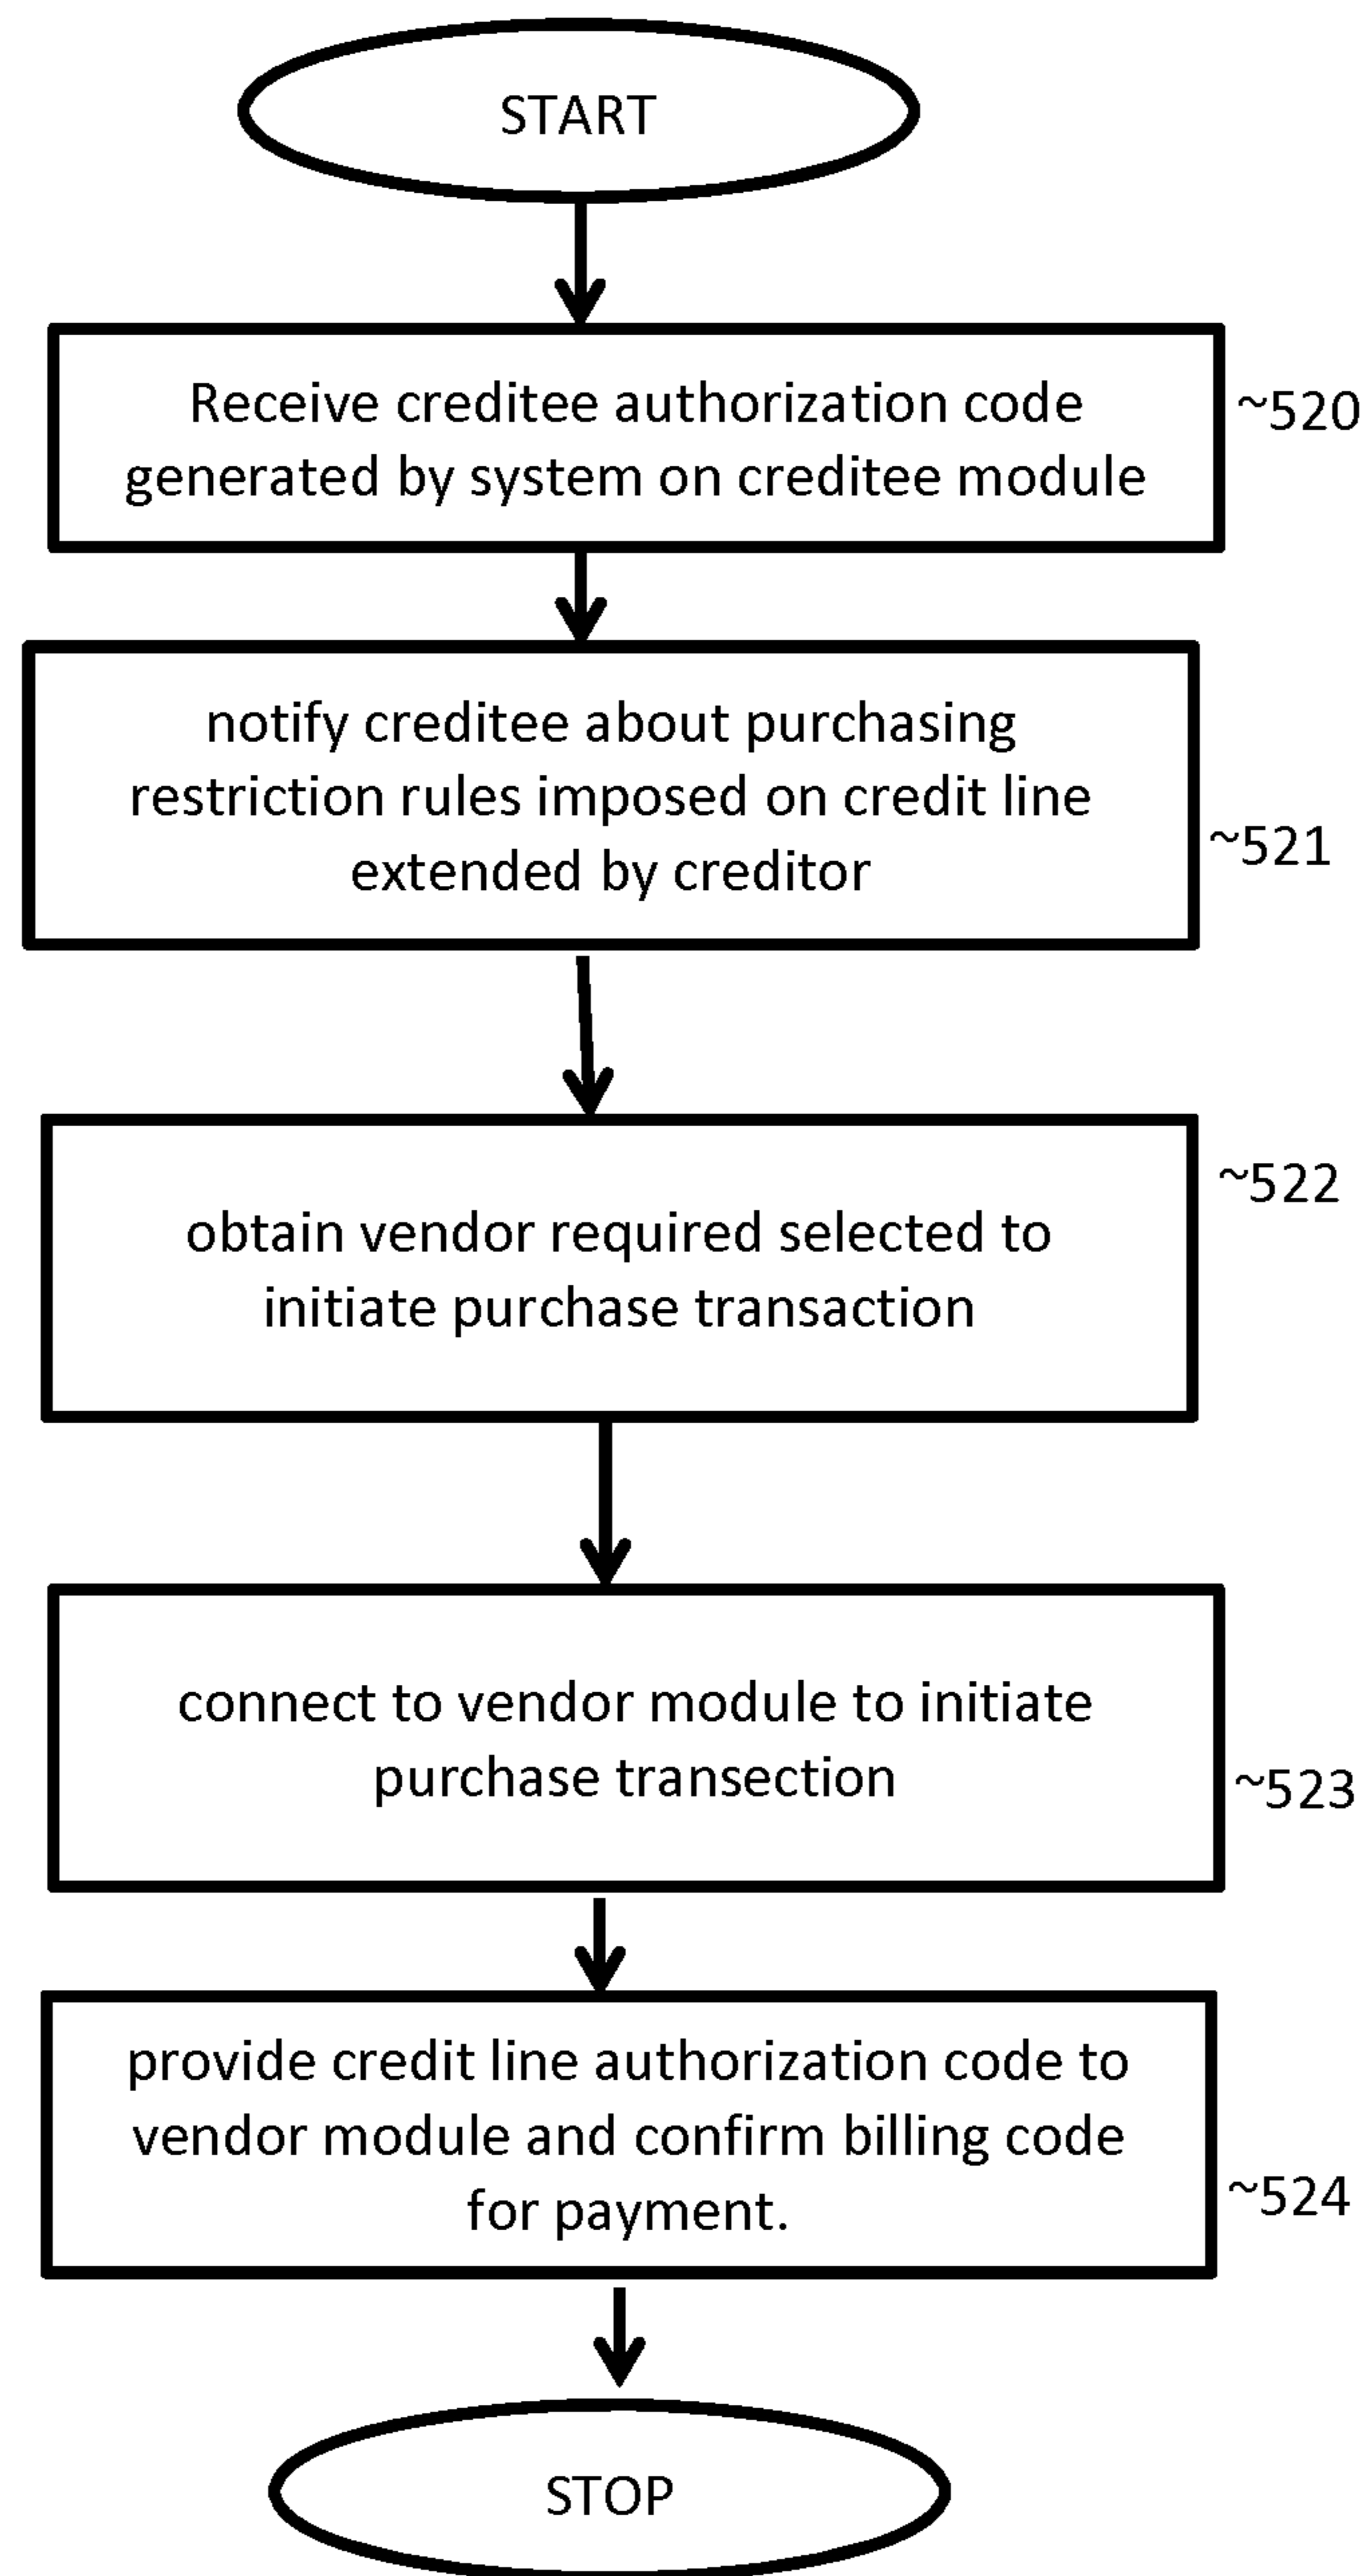 START
Receive creditee authorization code
generated by system on creditee module
~520
notify creditee about purchasing
restriction rules imposed on credit line
extended by creditor
~521
obtain vendor required selected to
initiate purchase transaction
~522
connect to vendor module to initiate
purchase transection
~523
provide credit line authorization code to
vendor module and confirm billing code
for payment.
~524
STOP